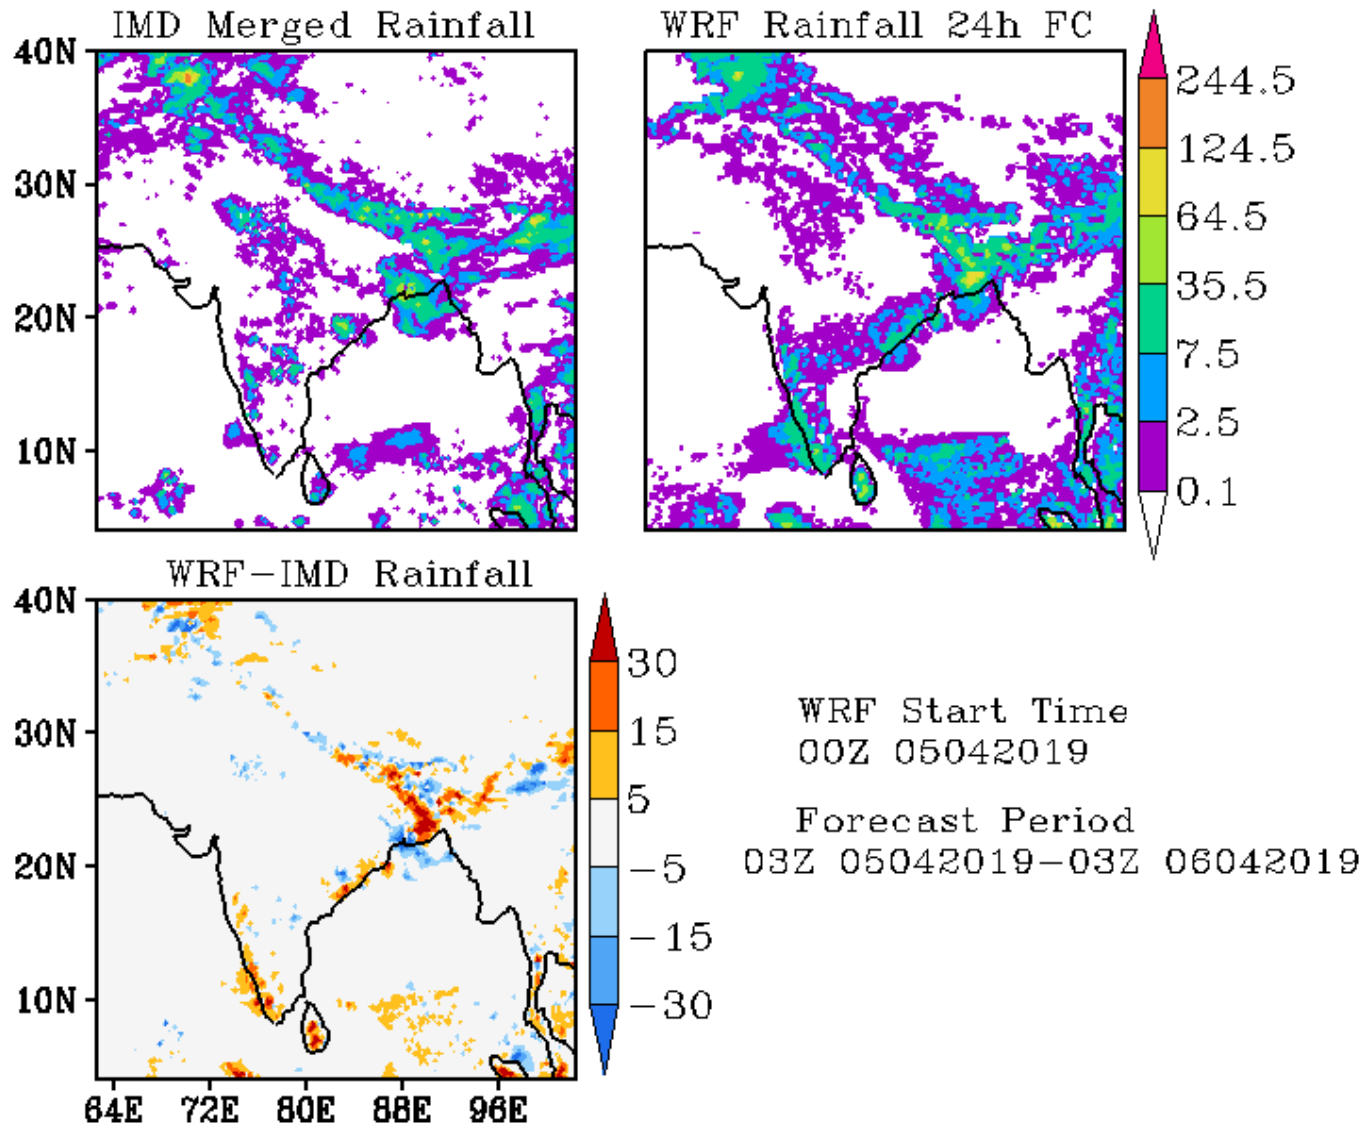 IMD Merged Rainfall
WRF Rainfall 24h FC
40N
30N
20N
10N
244.5
124.5
64.5
35.5
7.5
2.5
0.1
WRF-IMD Rainfall
40N
30N
20N
10N
64E 72E 80E 88E 96E
30
15
5
-5
-15
-30
WRF Start Time
00Z 05042019
Forecast Period
03Z 05042019-03Z 06042019